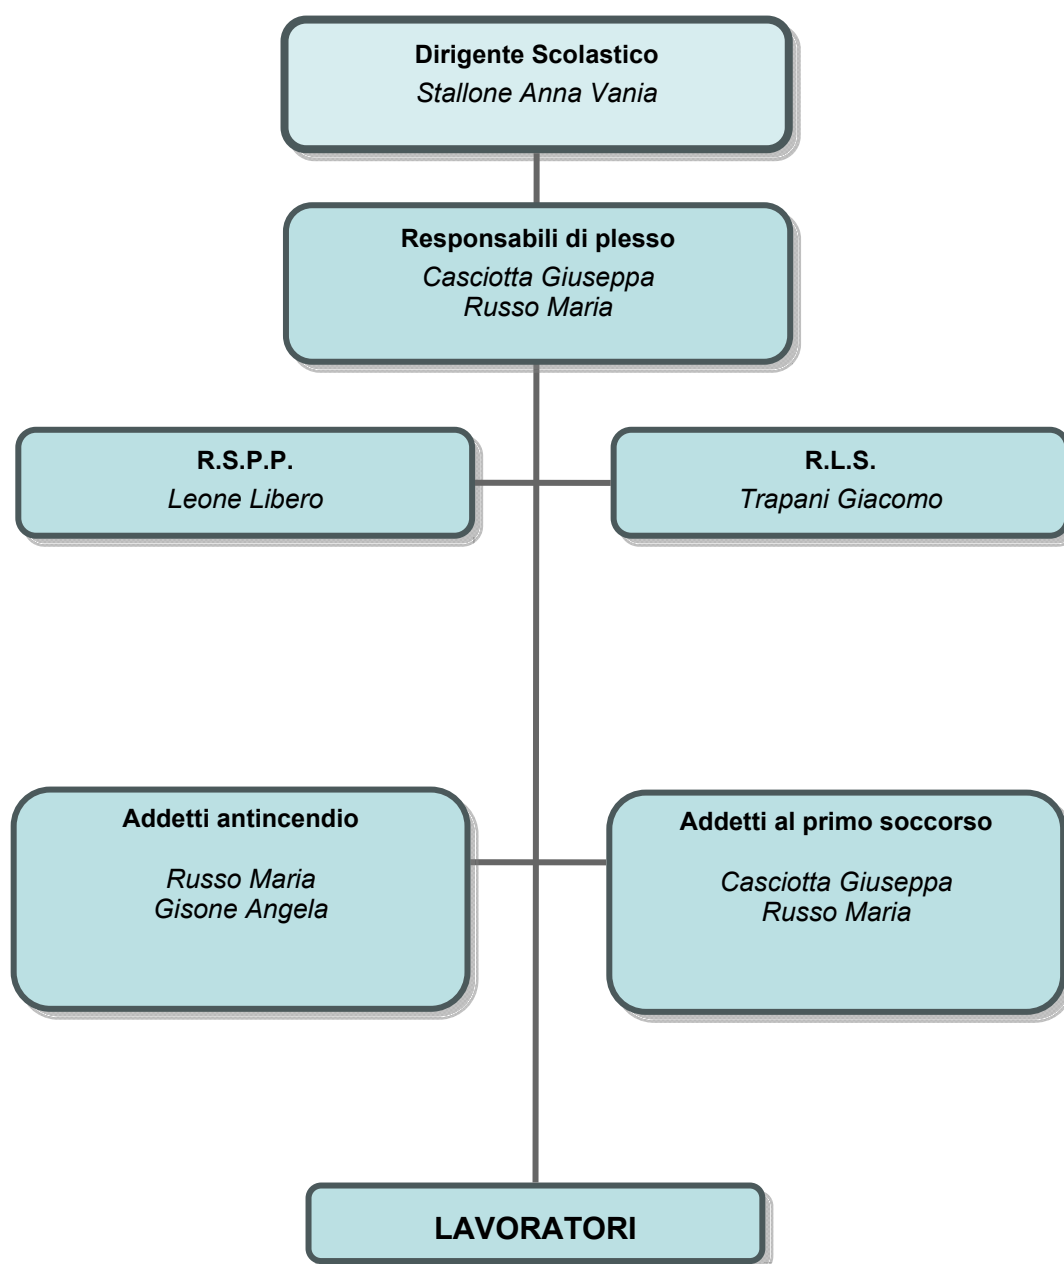 Dirigente Scolastico
Stallone Anna Vania
Responsabili di plesso
Casciotta Giuseppa
Russo Maria
R.S.P.P.
Leone Libero
R.L.S.
Trapani Giacomo
Addetti antincendio
Russo Maria
Gisone Angela
Addetti al primo soccorso
Casciotta Giuseppa
Russo Maria
LAVORATORI